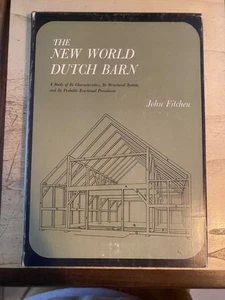 THE
NEW WORLD
DUTCH BARN
A Study of Its Characteristics, Its Structural System,
and Its Probable Erectional Procedures
John Fitchen